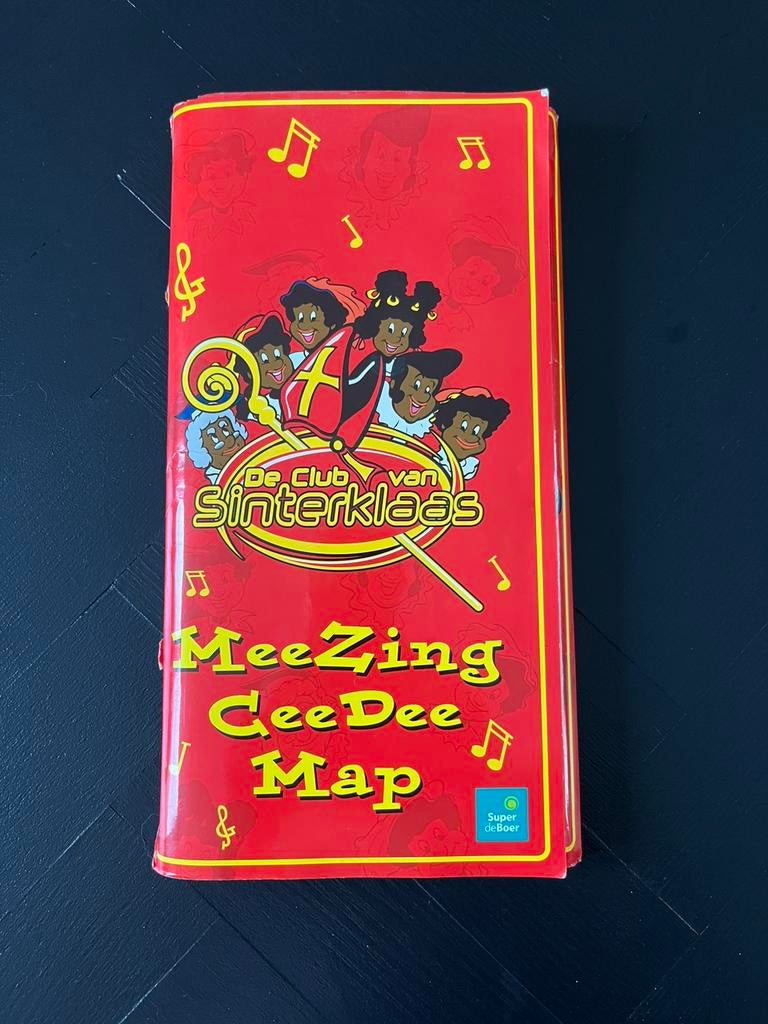 De Club van
Sinterklaas
MeeZing
CeeDee
Map
Super
deBoer